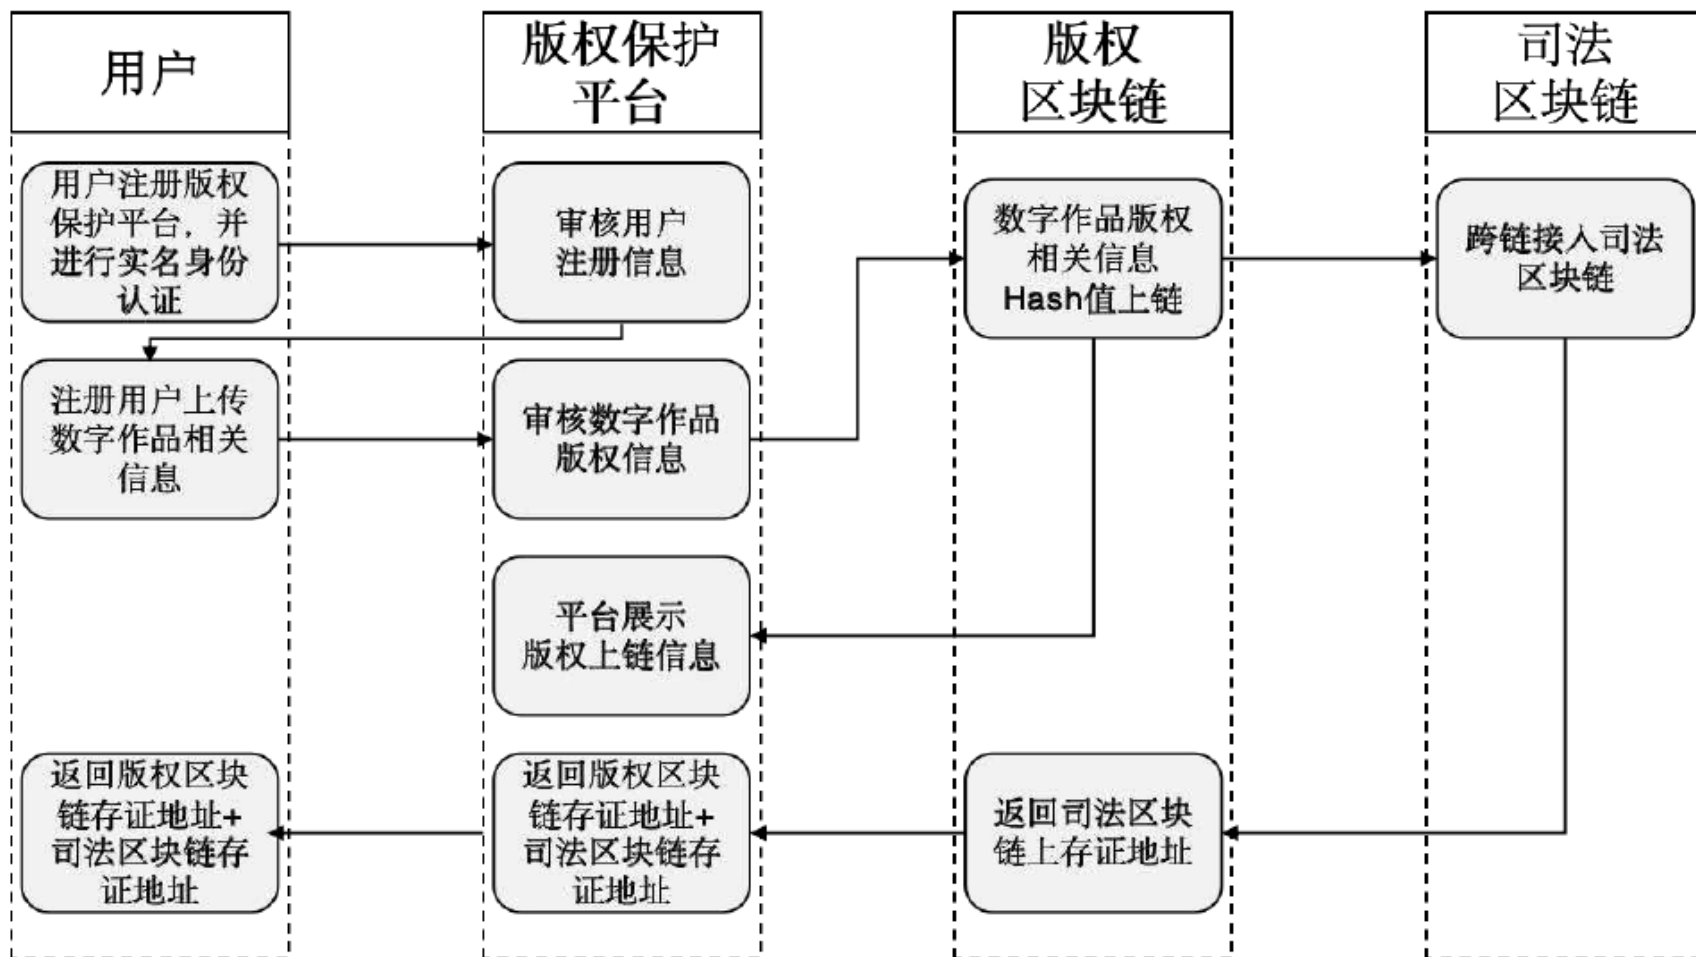 用户
版权保护
平台
版权
区块链
司法
区块链
用户注册版权
保护平台，并
进行实名身份
认证
审核用户
注册信息
数字作品版权
相关信息
Hash值上链
跨链接入司法
区块链
注册用户上传
数字作品相关
信息
审核数字作品
版权信息
平台展示
版权上链信息
返回版权区块
链存证地址+
司法区块链存
证地址
返回版权区块
链存证地址+
司法区块链存
证地址
返回司法区块
链上存证地址